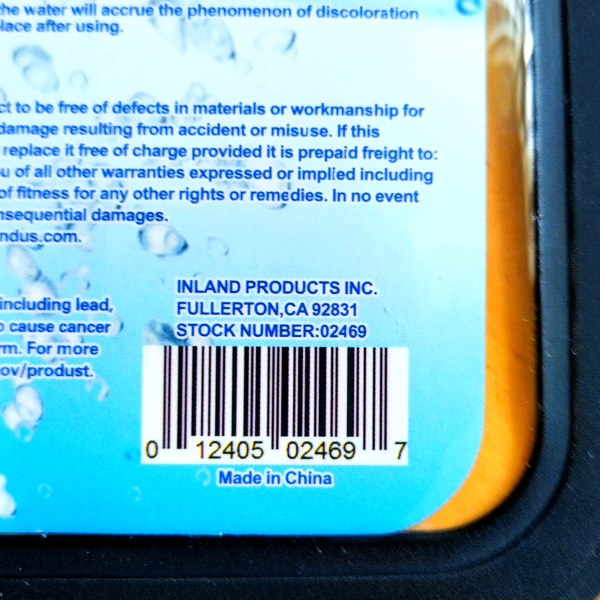 the water will accrue the phenomenon of discoloration
place after using.
ct to be free of defects in materials or workmanship for
damage resulting from accident or misuse. If this
replace it free of charge provided it is prepaid freight to:
u of all other warranties expressed or implied including
of fitness for any other rights or remedies. In no event
nsequential damages.
ndus.com.
including lead,
o cause cancer
rm. For more
ov/produst.
INLAND PRODUCTS INC.
FULLERTON,CA 92831
STOCK NUMBER:02469
0 12405 02469 7
Made in China